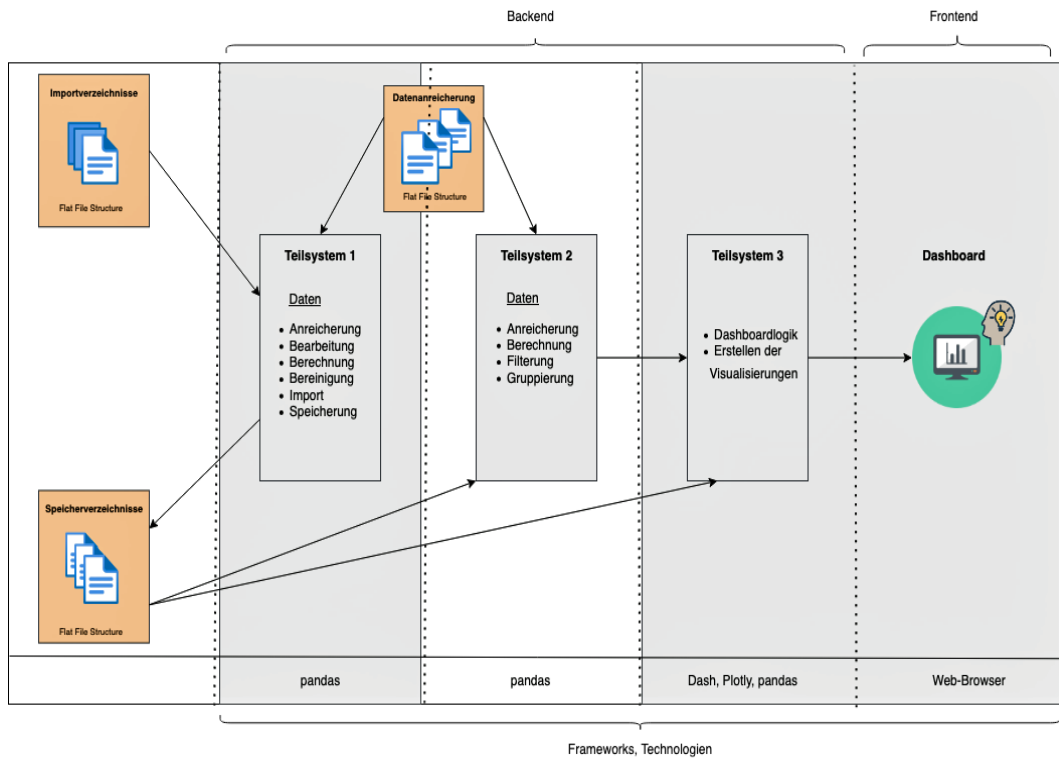 Backend
Frontend
Importverzeichnisse
Flat File Structure
Datenanreicherung
Flat File Structure
Teilsystem 1
Daten
• Anreicherung
• Bearbeitung
• Berechnung
• Bereinigung
• Import
• Speicherung
Teilsystem 2
Daten
• Anreicherung
• Berechnung
• Filterung
• Gruppierung
Teilsystem 3
• Dashboardlogik
• Erstellen der
Visualisierungen
Dashboard
Speicherverzeichnisse
Flat File Structure
pandas
pandas
Dash, Plotly, pandas
Web-Browser
Frameworks, Technologien